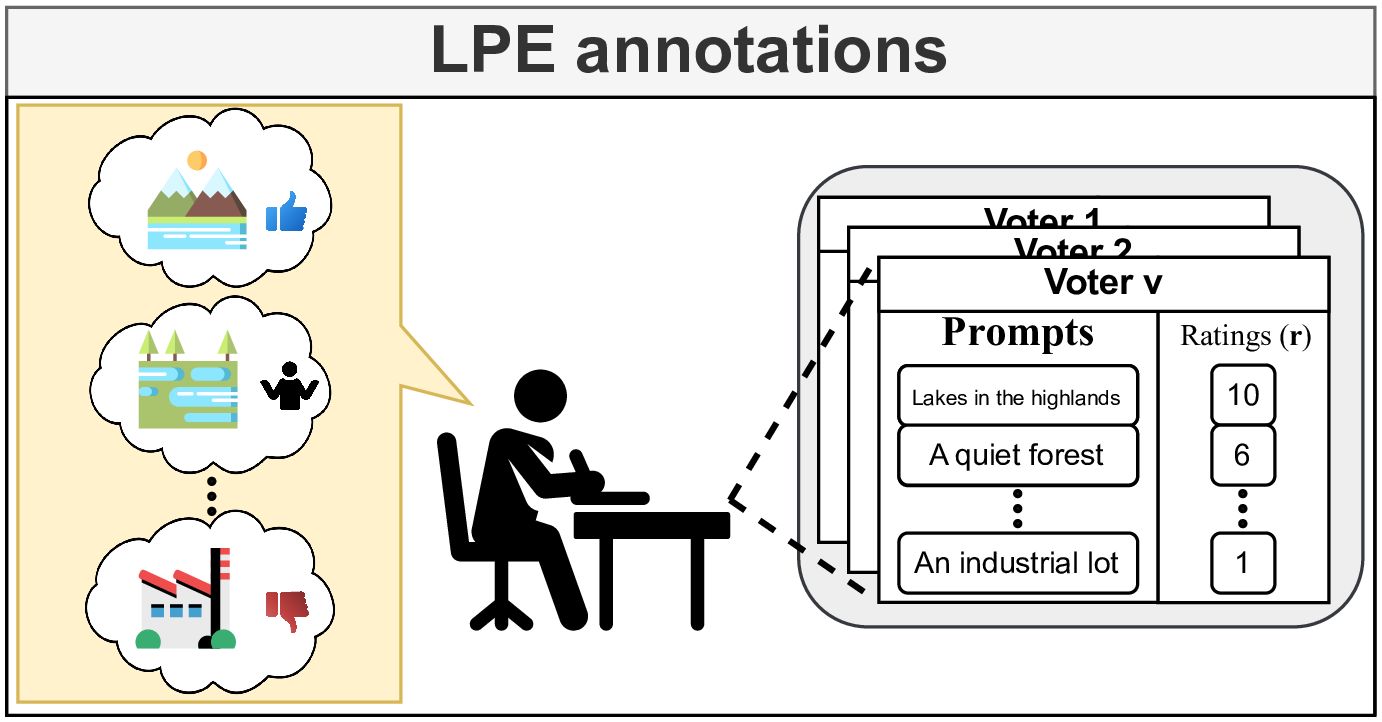 LPE annotations
Voter 1
Voter 2
Voter v
Prompts
Ratings (r)
Lakes in the highlands
10
A quiet forest
6
An industrial lot
1